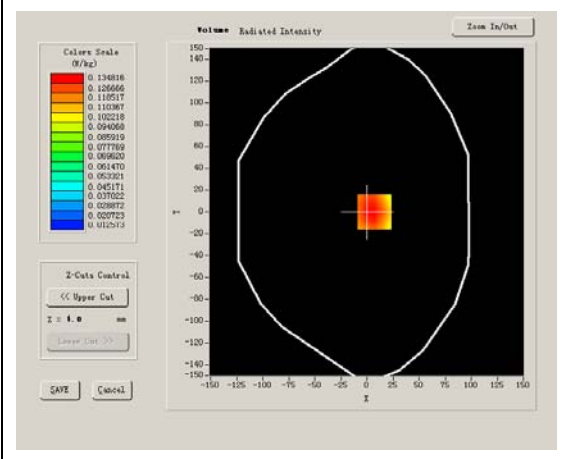 Volume Radiated Intensity
Zoom In/Out
Colors Scale
(W/kg)
0.134816
0.126666
0.118517
0.110367
0.102218
0.094068
0.085919
0.077769
0.069620
0.061470
0.053321
0.045171
0.037022
0.028872
0.020723
0.012573
150
140
120
100
80
60
40
20
0
-20
-40
-60
-80
-100
-120
-140
-150
Y
-150 -125 -100 -75 -50 -25 0 25 50 75 100 125 150
X
Z-Cuts Control
<< Upper Cut
Z = 4.0 mm
Lower Cut >>
SAVE Cancel